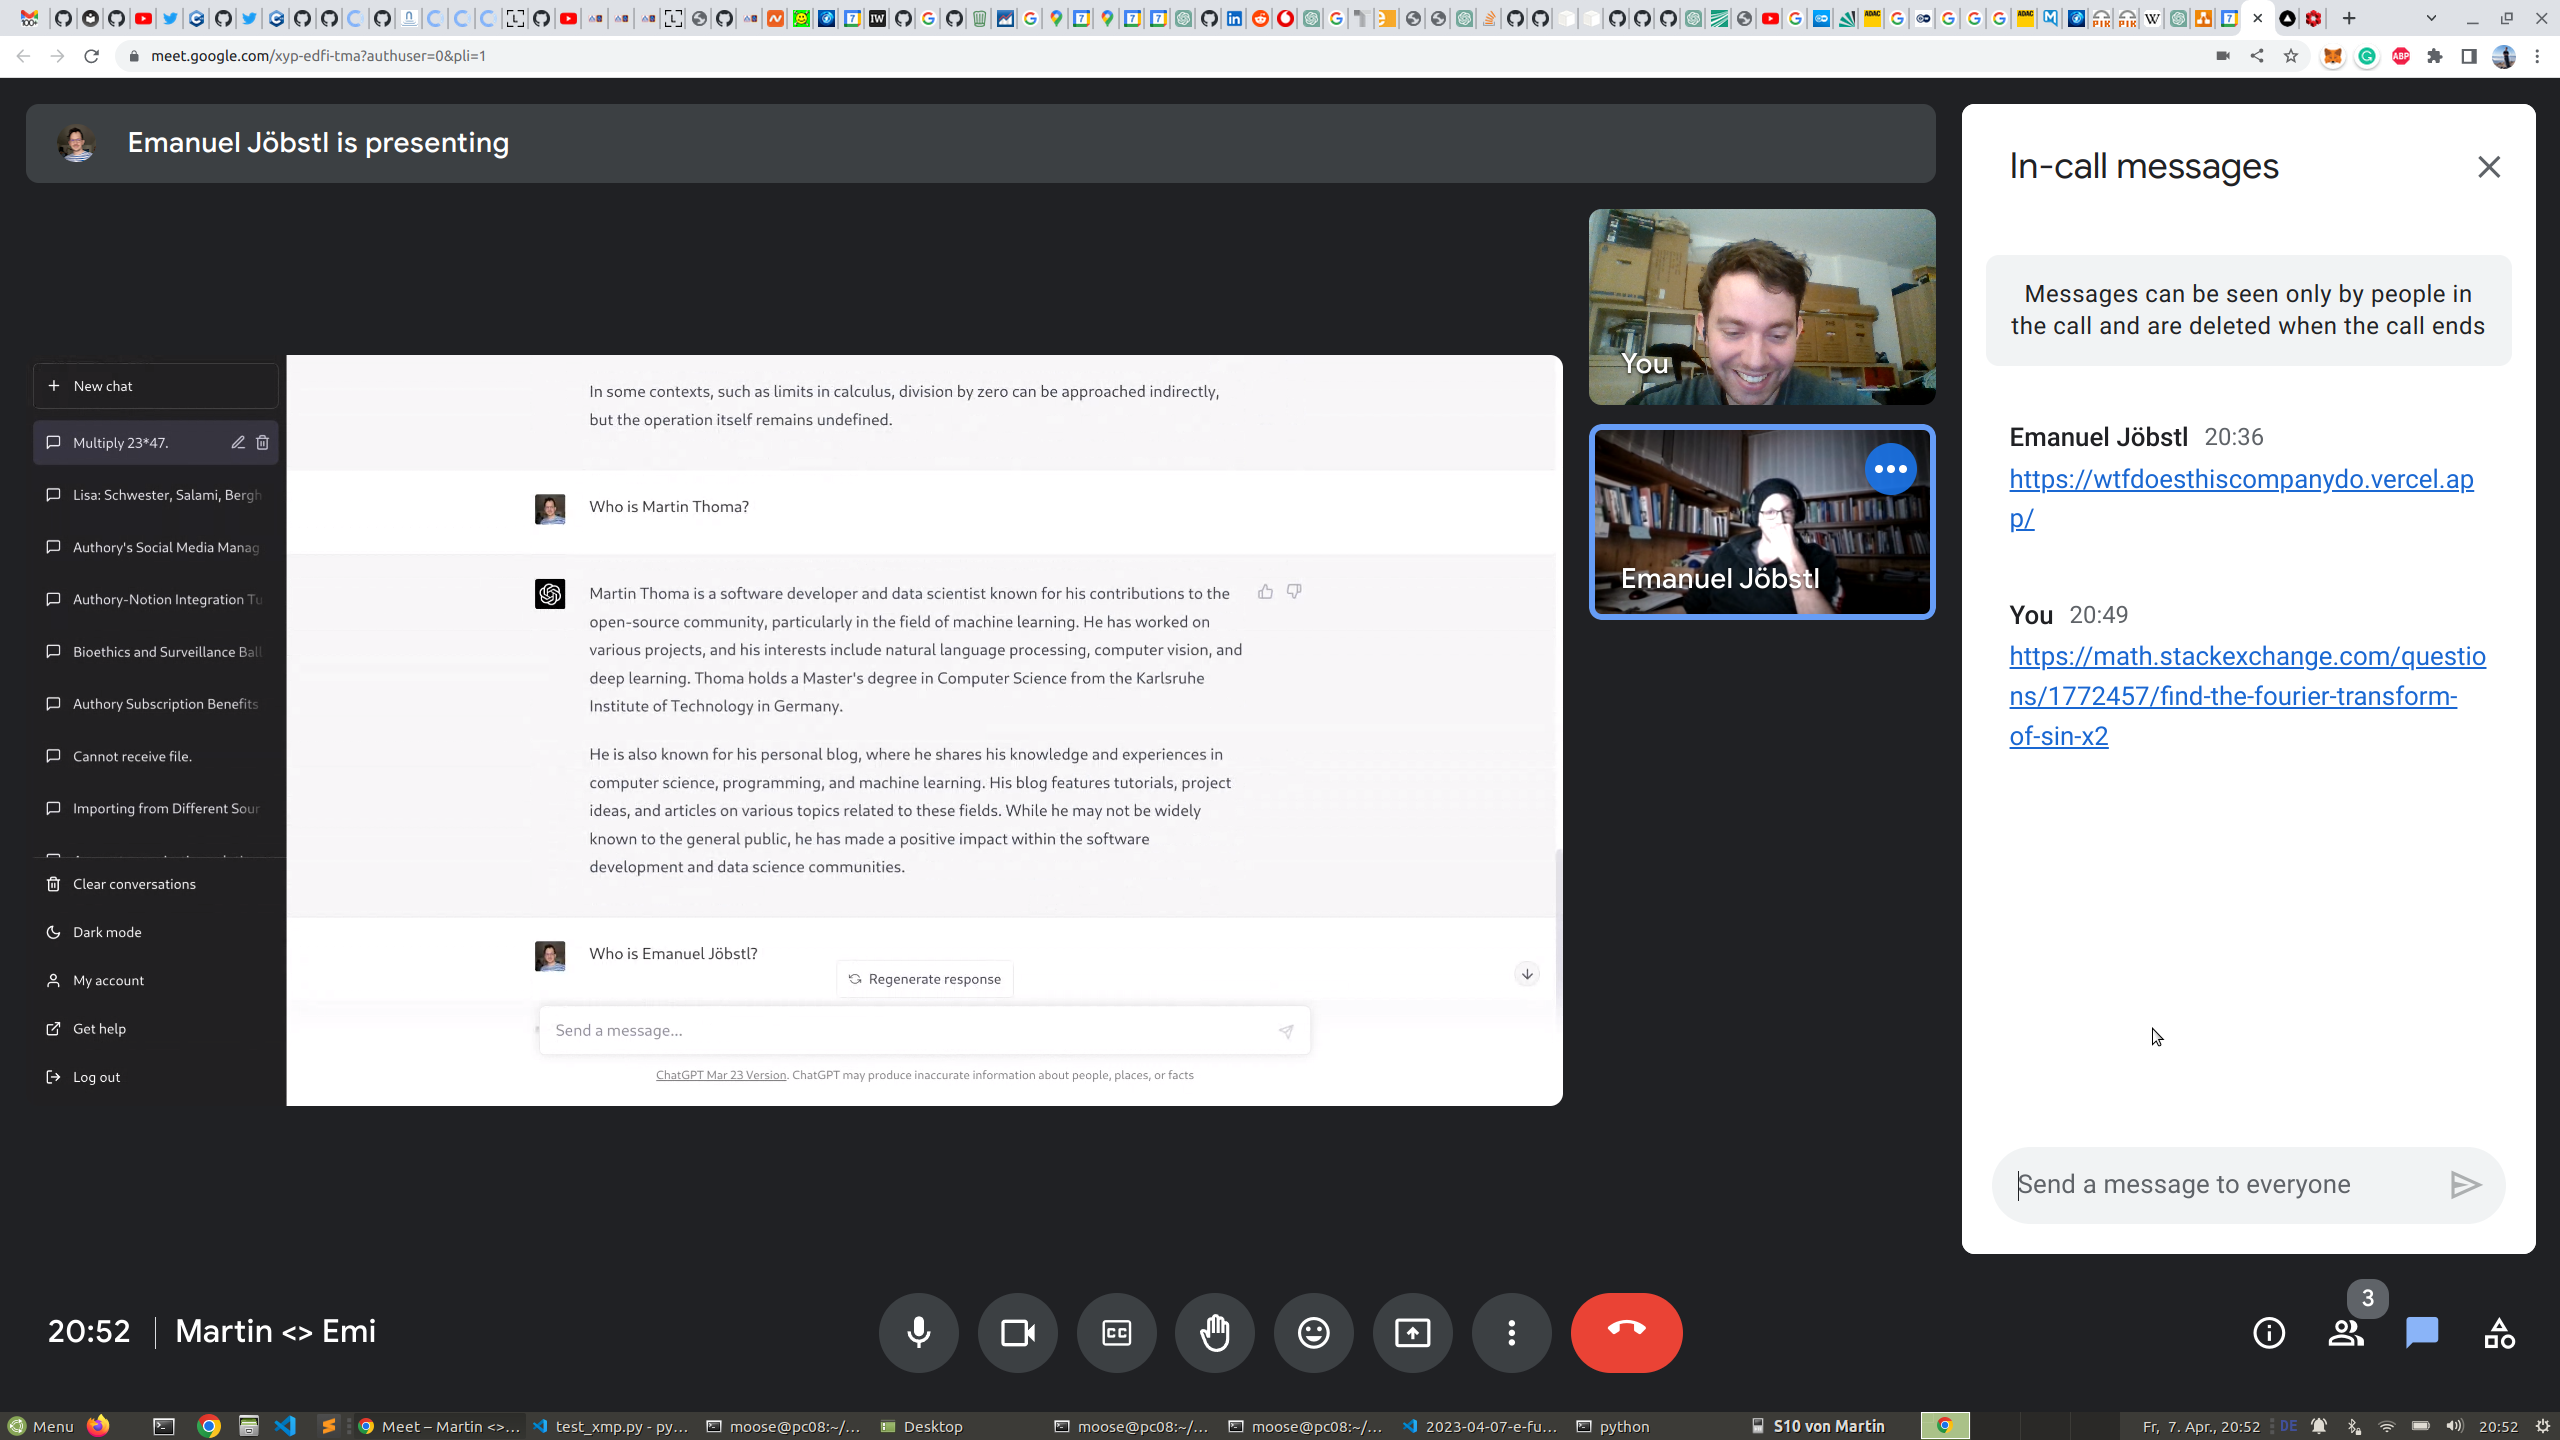 meet.google.com/xyp-edfi-tma?authuser=0&pli=1
Emanuel Jöbstl is presenting
New chat
Multiply 23*47.
Lisa: Schwester, Salami, Bergh
Authory's Social Media Manag
Authory-Notion Integration Tu
Bioethics and Surveillance Ball
Authory Subscription Benefits
Cannot receive file.
Importing from Different Sour
Clear conversations
Dark mode
My account
Get help
Log out
In some contexts, such as limits in calculus, division by zero can be approached indirectly,
but the operation itself remains undefined.
Who is Martin Thoma?
Martin Thoma is a software developer and data scientist known for his contributions to the
open-source community, particularly in the field of machine learning. He has worked on
various projects, and his interests include natural language processing, computer vision, and
deep learning. Thoma holds a Master's degree in Computer Science from the Karlsruhe
Institute of Technology in Germany.
He is also known for his personal blog, where he shares his knowledge and experiences in
computer science, programming, and machine learning. His blog features tutorials, project
ideas, and articles on various topics related to these fields. While he may not be widely
known to the general public, he has made a positive impact within the software
development and data science communities.
Who is Emanuel Jöbstl?
Regenerate response
Send a message...
ChatGPT Mar 23 Version. ChatGPT may produce inaccurate information about people, places, or facts
You
Emanuel Jöbstl
In-call messages
Messages can be seen only by people in
the call and are deleted when the call ends
Emanuel Jöbstl 20:36
https://wtfdoesthiscompanydo.vercel.ap
p/
You 20:49
https://math.stackexchange.com/questio
ns/1772457/find-the-fourier-transform-
of-sin-x2
Send a message to everyone
20:52 | Martin <> Emi
3
Menu
Meet – Martin <>...
test_xmp.py - py...
moose@pc08:~/...
Desktop
moose@pc08:~/...
moose@pc08:~/...
2023-04-07-e-fu...
python
S10 von Martin
Fr, 7. Apr., 20:52
DE
20:52